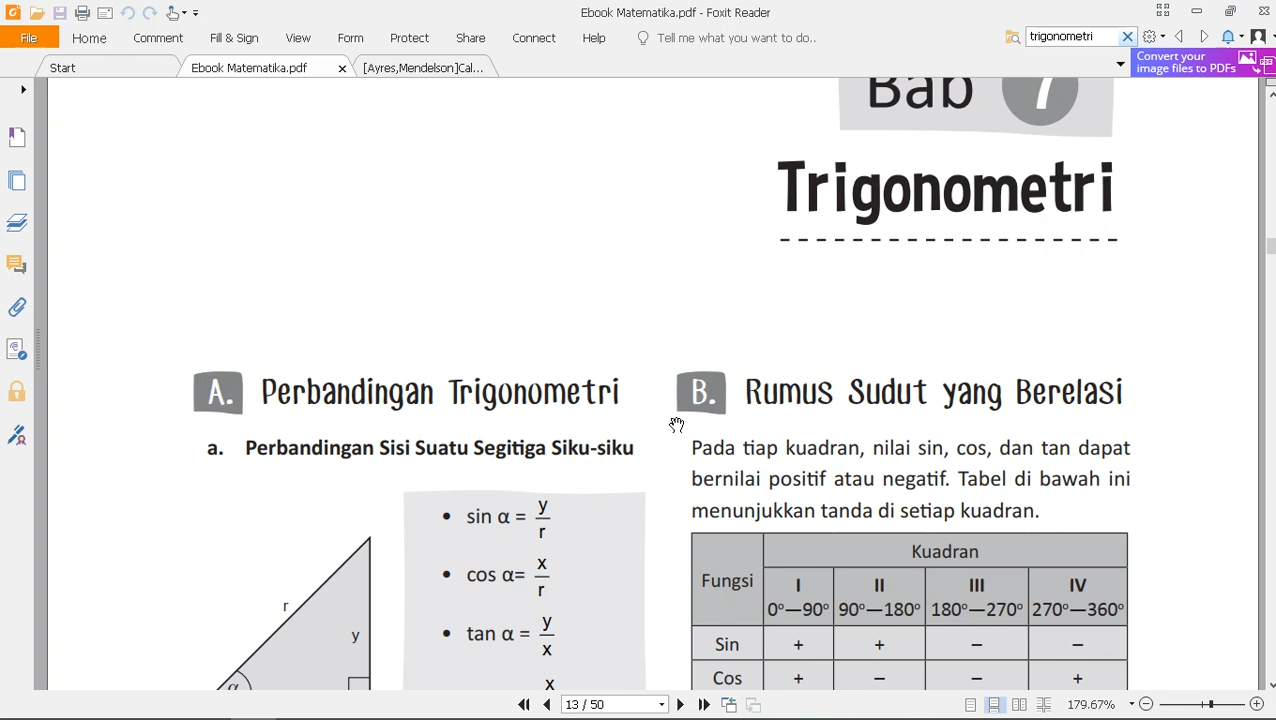 Ebook Matematika.pdf - Foxit Reader
File Home Comment Fill & Sign View Form Protect Share Connect Help Tell me what you want to do.. trigonometri
Start Ebook Matematika.pdf [Ayres,Mendelson]Cal...
Convert your
image files to PDFs
Bab 7
Trigonometri
A. Perbandingan Trigonometri
a. Perbandingan Sisi Suatu Segitiga Siku-siku
r
y
α
• sin α = y/r
• cos α= x/r
• tan α = y/x
x
B. Rumus Sudut yang Berelasi
Pada tiap kuadran, nilai sin, cos, dan tan dapat
bernilai positif atau negatif. Tabel di bawah ini
menunjukkan tanda di setiap kuadran.
Fungsi Kuadran
I II III IV
0°—90° 90°—180° 180°—270° 270°—360°
Sin + + – –
Cos + – – +
13 / 50
179.67%